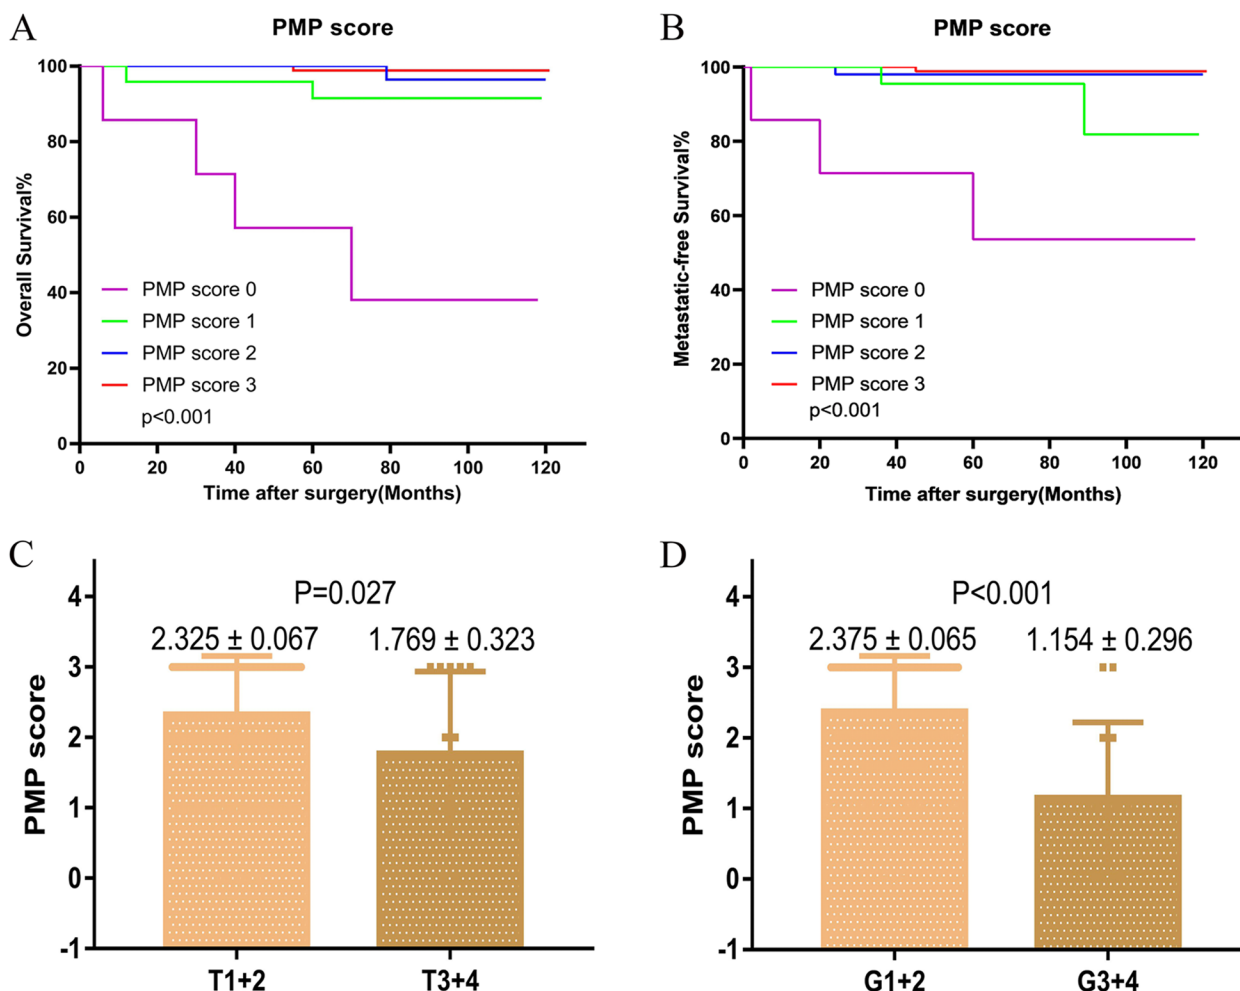 A
PMP score
100
80
60
40
20
0
Overall Survival%
PMP score 0
PMP score 1
PMP score 2
PMP score 3
p<0.001
0 20 40 60 80 100 120
Time after surgery(Months)
B
PMP score
100
80
60
40
20
0
Metastatic-free Survival%
PMP score 0
PMP score 1
PMP score 2
PMP score 3
p<0.001
0 20 40 60 80 100 120
Time after surgery(Months)
C
P=0.027
2.325 ± 0.067 1.769 ± 0.323
4
3
2
1
0
-1
PMP score
T1+2 T3+4
D
P<0.001
2.375 ± 0.065 1.154 ± 0.296
4
3
2
1
0
-1
PMP score
G1+2 G3+4